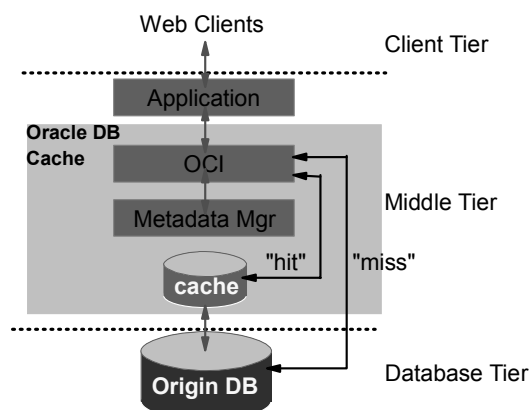 Web Clients
Client Tier
Application
Oracle DB
Cache
OCI
Middle Tier
Metadata Mgr
"hit"
"miss"
cache
Origin DB
Database Tier